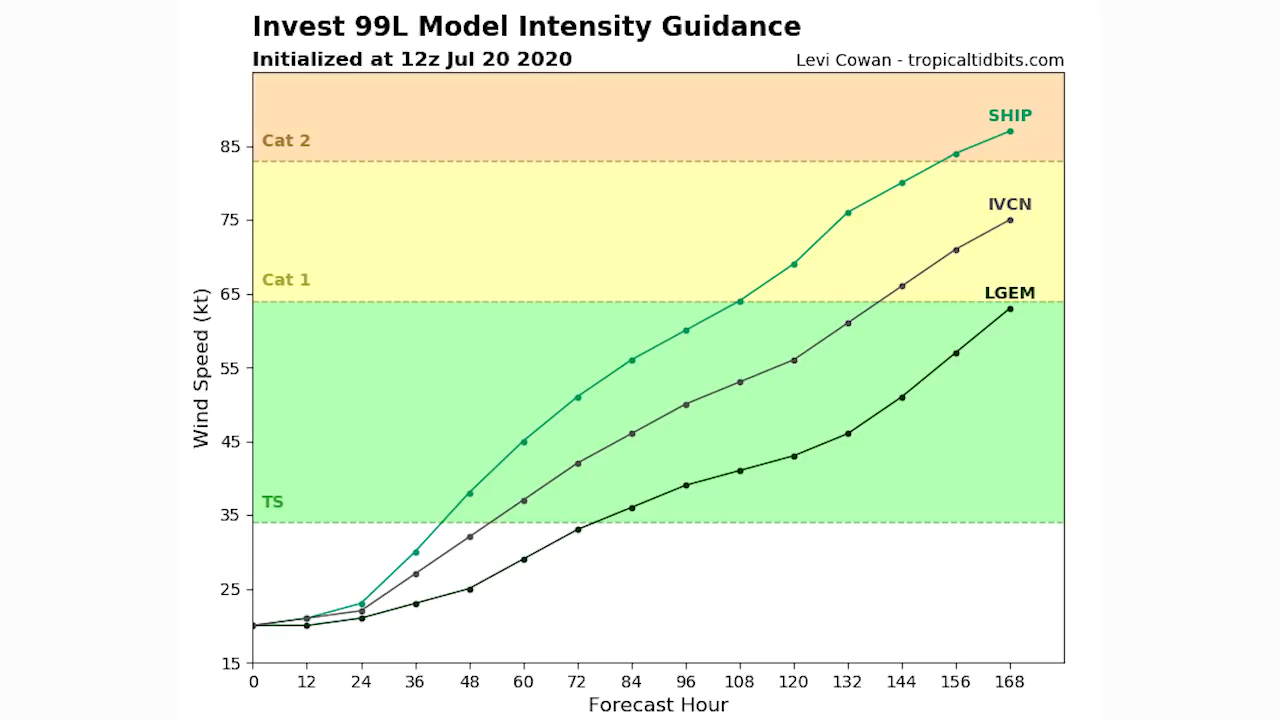 Invest 99L Model Intensity Guidance
Initialized at 12z Jul 20 2020
Levi Cowan - tropicaltidbits.com
SHIP
Cat 2
85
IVCN
75
Cat 1
65
LGEM
Wind Speed (kt)
55
45
TS
35
25
15
0 12 24 36 48 60 72 84 96 108 120 132 144 156 168
Forecast Hour